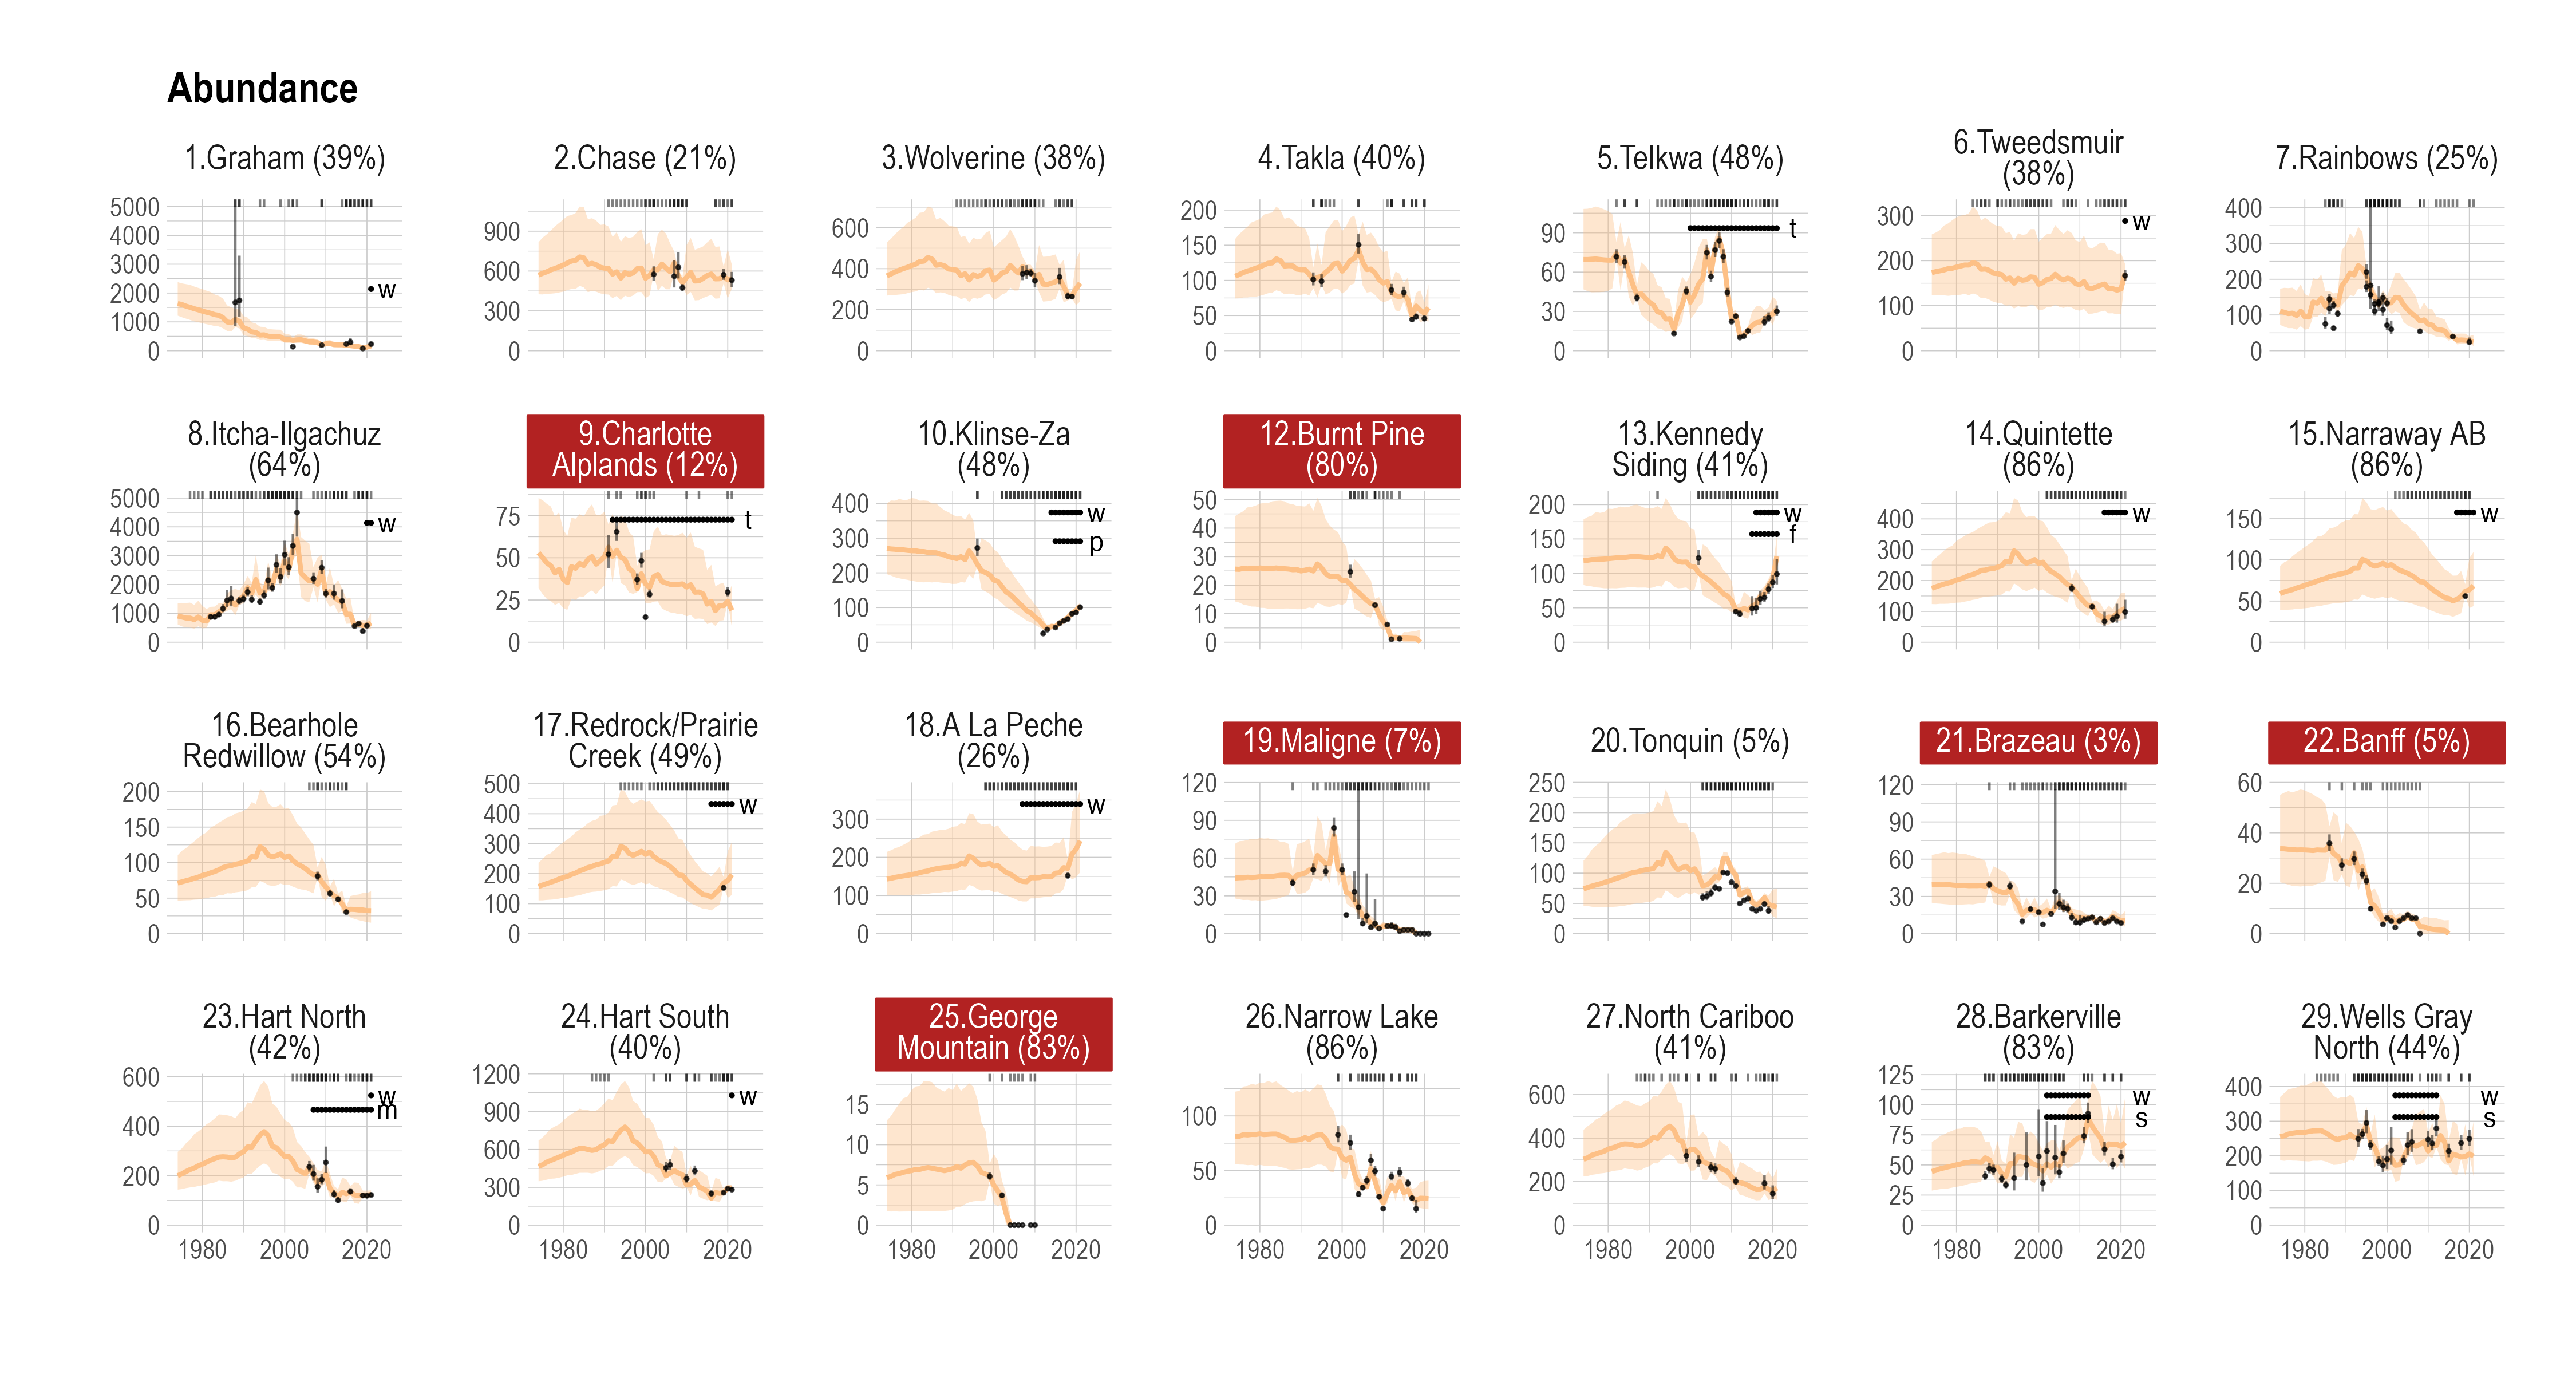 Abundance
1.Graham (39%)
5000
4000
3000
2000
1000
0
w
2.Chase (21%)
900
600
300
0
3.Wolverine (38%)
600
400
200
0
4.Takla (40%)
200
150
100
50
0
5.Telkwa (48%)
90
60
30
0
t
6.Tweedsmuir
(38%)
300
200
100
0
w
7.Rainbows (25%)
400
300
200
100
0
8.Itcha-Ilgachuz
(64%)
5000
4000
3000
2000
1000
0
w
9.Charlotte
Alplands (12%)
75
50
25
0
t
10.Klinse-Za
(48%)
400
300
200
100
0
w
p
12.Burnt Pine
(80%)
50
40
30
20
10
0
13.Kennedy
Siding (41%)
200
150
100
50
0
w
f
14.Quintette
(86%)
400
300
200
100
0
w
15.Narraway AB
(86%)
150
100
50
0
w
16.Bearhole
Redwillow (54%)
200
150
100
50
0
17.Redrock/Prairie
Creek (49%)
500
400
300
200
100
0
w
18.A La Peche
(26%)
300
200
100
0
w
19.Maligne (7%)
120
90
60
30
0
20.Tonquin (5%)
250
200
150
100
50
0
21.Brazeau (3%)
120
90
60
30
0
22.Banff (5%)
60
40
20
0
23.Hart North
(42%)
600
400
200
0
w
m
1980 2000 2020
24.Hart South
(40%)
1200
900
600
300
0
w
1980 2000 2020
25.George
Mountain (83%)
15
10
5
0
1980 2000 2020
26.Narrow Lake
(86%)
100
50
0
1980 2000 2020
27.North Cariboo
(41%)
600
400
200
0
1980 2000 2020
28.Barkerville
(83%)
125
100
75
50
25
0
w
s
1980 2000 2020
29.Wells Gray
North (44%)
400
300
200
100
0
w
s
1980 2000 2020